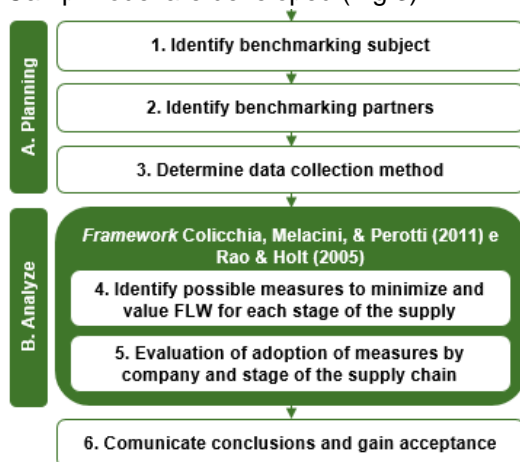 1. Identify benchmarking subject
A. Planning
2. Identify benchmarking partners
3. Determine data collection method
Framework Colicchia, Melacini, & Perotti (2011) e
Rao & Holt (2005)
B. Analyze
4. Identify possible measures to minimize and
value FLW for each stage of the supply
5. Evaluation of adoption of measures by
company and stage of the supply chain
6. Comunicate conclusions and gain acceptance